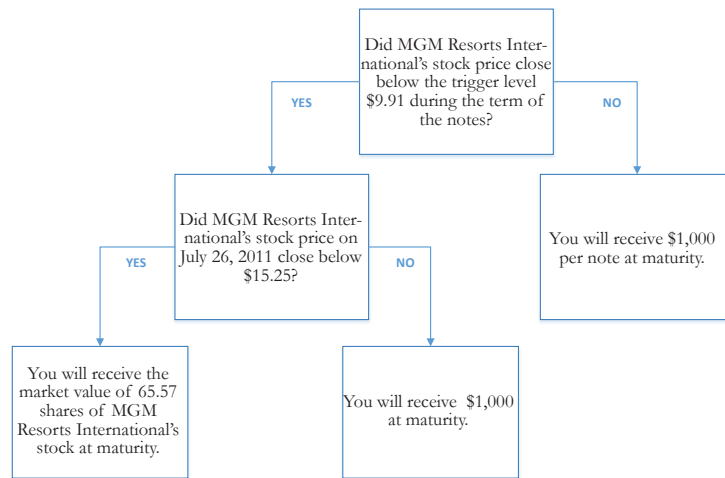 Did MGM Resorts Inter-
national's stock price close
below the trigger level
$9.91 during the term of
the notes?
YES
NO
Did MGM Resorts Inter-
national's stock price on
July 26, 2011 close below
$15.25?
You will receive $1,000
per note at maturity.
YES
NO
You will receive the
market value of 65.57
shares of MGM
Resorts International's
stock at maturity.
You will receive $1,000
at maturity.